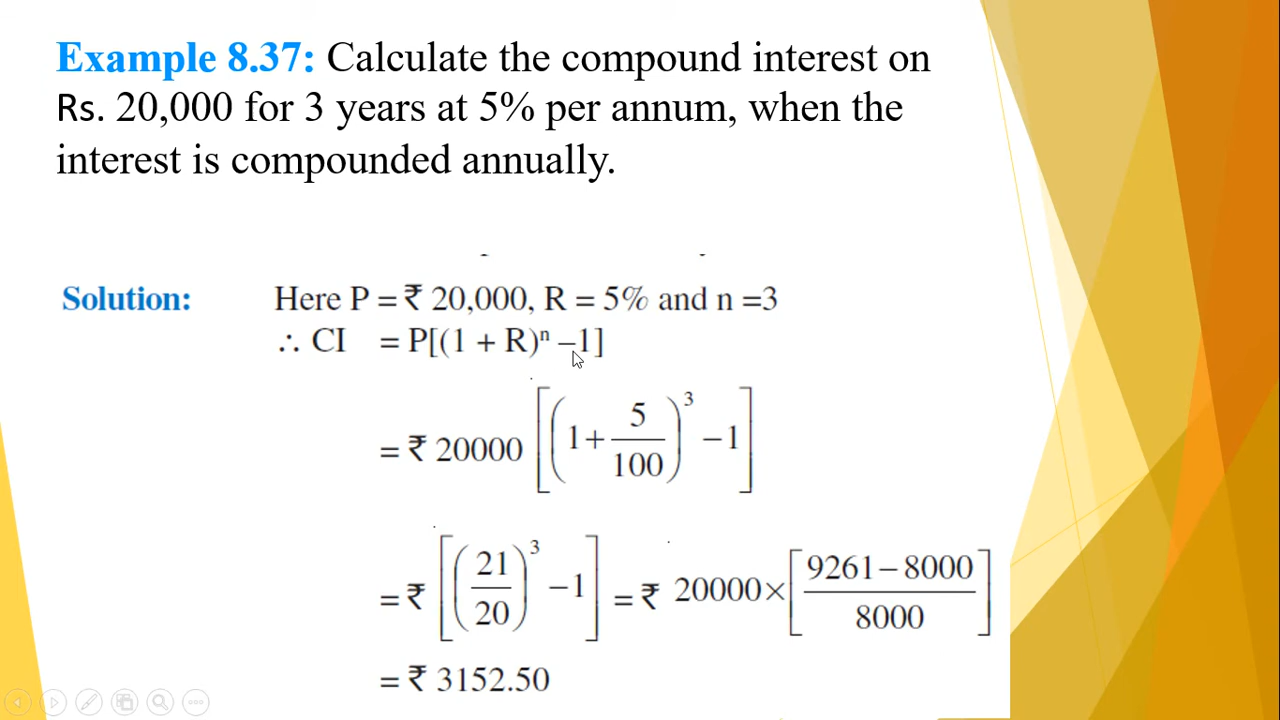 Example 8.37: Calculate the compound interest on
Rs. 20,000 for 3 years at 5% per annum, when the
interest is compounded annually.
Solution: Here P = ₹ 20,000, R = 5% and n =3
∴ CI = P[(1 + R)ⁿ –1]
= ₹ 20000 [(1+5/100)³ −1]
= ₹ [(21/20)³ −1] = ₹ 20000×[(9261−8000)/8000]
= ₹ 3152.50